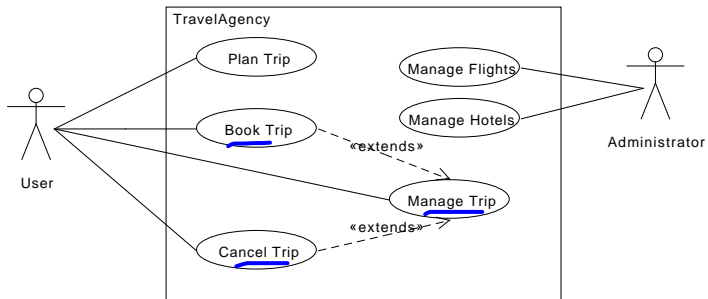 TravelAgency
Plan Trip
Manage Flights
Book Trip
Manage Hotels
«extends»
Administrator
User
Manage Trip
«extends»
Cancel Trip